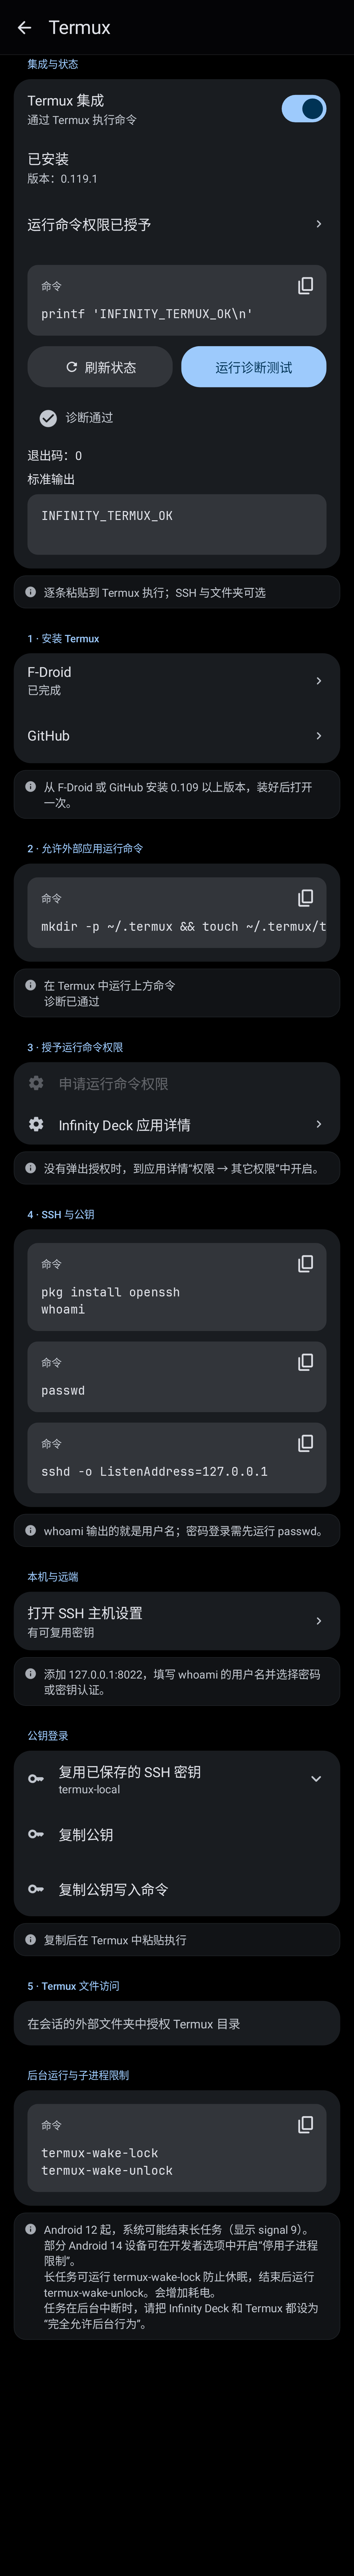 Termux
集成与状态
Termux 集成
通过 Termux 执行命令
已安装
版本：0.119.1
运行命令权限已授予
命令
printf 'INFINITY_TERMUX_OK\n'
刷新状态
运行诊断测试
诊断通过
退出码：0
标准输出
INFINITY_TERMUX_OK
逐条粘贴到 Termux 执行；SSH 与文件夹可选
1 · 安装 Termux
F-Droid
已完成
GitHub
从 F-Droid 或 GitHub 安装 0.109 以上版本，装好后打开
一次。
2 · 允许外部应用运行命令
命令
mkdir -p ~/.termux && touch ~/.termux/t
在 Termux 中运行上方命令
诊断已通过
3 · 授予运行命令权限
申请运行命令权限
Infinity Deck 应用详情
没有弹出授权时，到应用详情“权限 → 其它权限”中开启。
4 · SSH 与公钥
命令
pkg install openssh
whoami
命令
passwd
命令
sshd -o ListenAddress=127.0.0.1
whoami 输出的就是用户名；密码登录需先运行 passwd。
本机与远端
打开 SSH 主机设置
有可复用密钥
添加 127.0.0.1:8022，填写 whoami 的用户名并选择密码
或密钥认证。
公钥登录
复用已保存的 SSH 密钥
termux-local
复制公钥
复制公钥写入命令
复制后在 Termux 中粘贴执行
5 · Termux 文件访问
在会话的外部文件夹中授权 Termux 目录
后台运行与子进程限制
命令
termux-wake-lock
termux-wake-unlock
Android 12 起，系统可能结束长任务（显示 signal 9）。
部分 Android 14 设备可在开发者选项中开启“停用子进程
限制”。
长任务可运行 termux-wake-lock 防止休眠，结束后运行
termux-wake-unlock。会增加耗电。
任务在后台中断时，请把 Infinity Deck 和 Termux 都设为
“完全允许后台行为”。